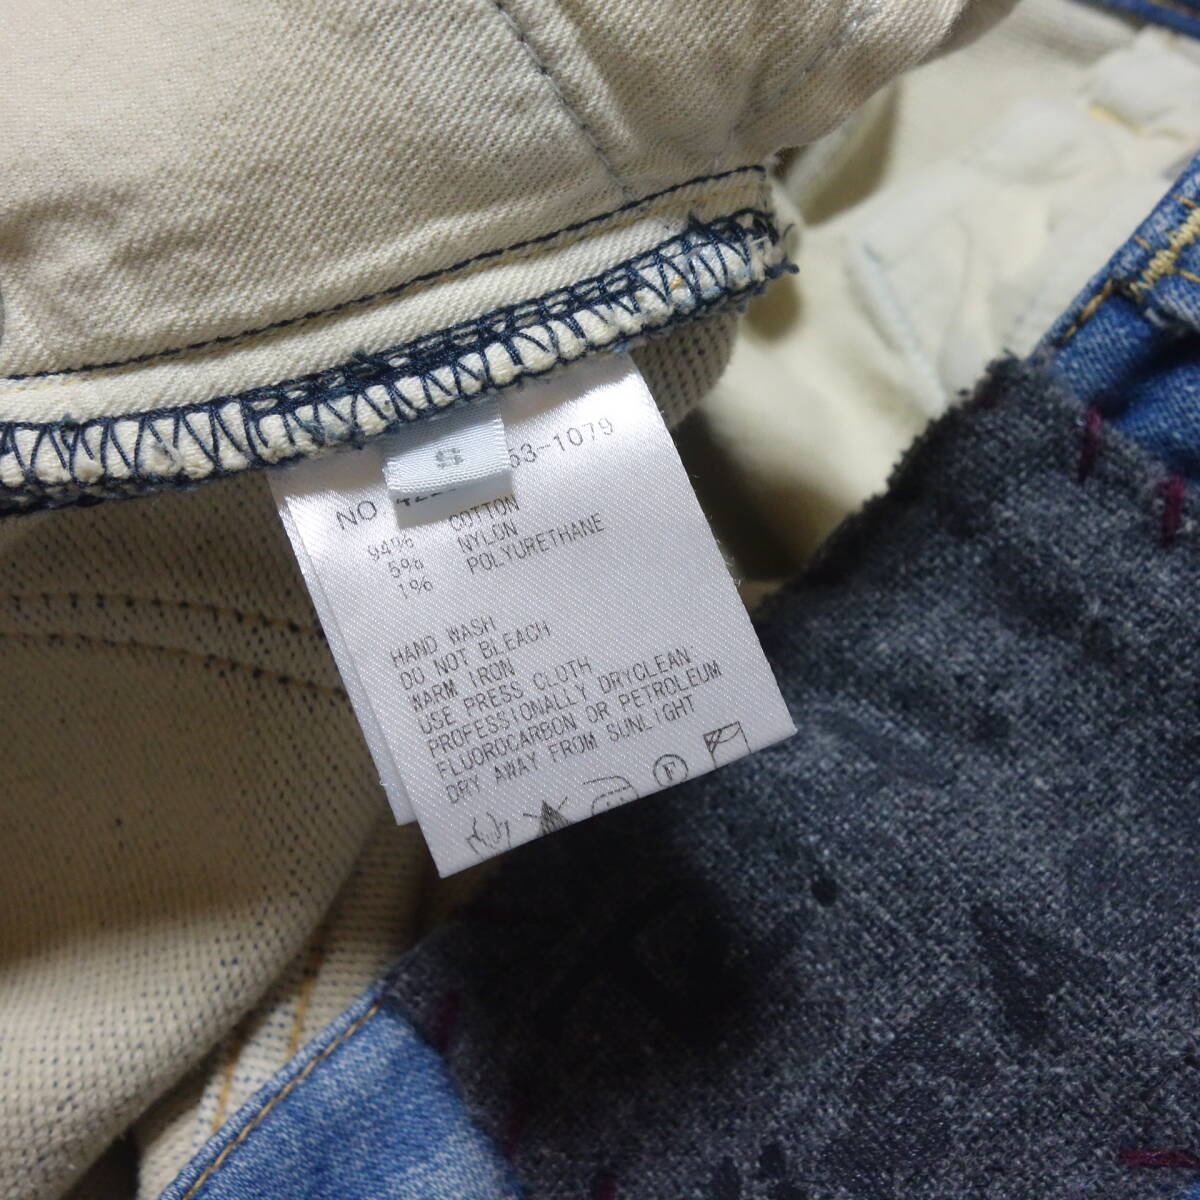 S
NO 53-1079
94% COTTON
5% NYLON
1% POLYURETHANE
HAND WASH
DO NOT BLEACH
WARM IRON
USE PRESS CLOTH
PROFESSIONALLY DRYCLEAN:
FLUOROCARBON OR PETROLEUM
DRY AWAY FROM SUNLIGHT
F